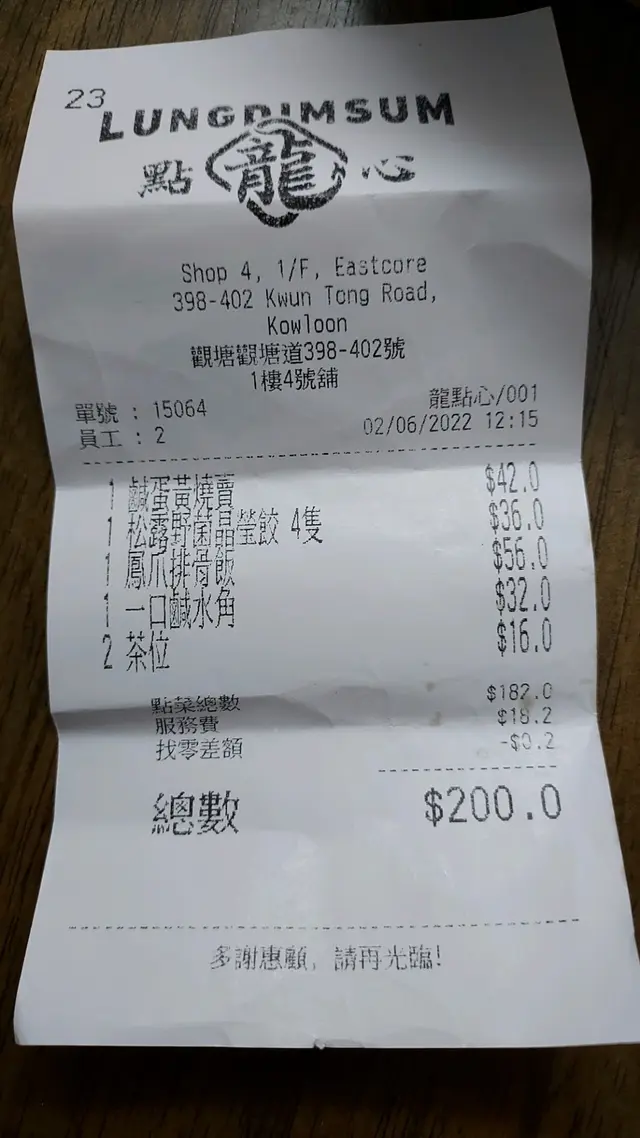 23
LUNGDIMSUM
點 龍 心
Shop 4, 1/F, Eastcore
398-402 Kwun Tong Road,
Kowloon
觀塘觀塘道398-402號
1樓4號舖
單號 : 15064 龍點心/001
員工 : 2 02/06/2022 12:15
1 鹹蛋黃燒賣 $42.0
1 松露野菌晶瑩餃 4隻 $36.0
1 鳳爪排骨飯 $56.0
1 一口鹹水角 $32.0
2 茶位 $16.0
點菜總數 $182.0
服務費 $18.2
找零差額 -$0.2
總數 $200.0
多謝惠顧, 請再光臨!